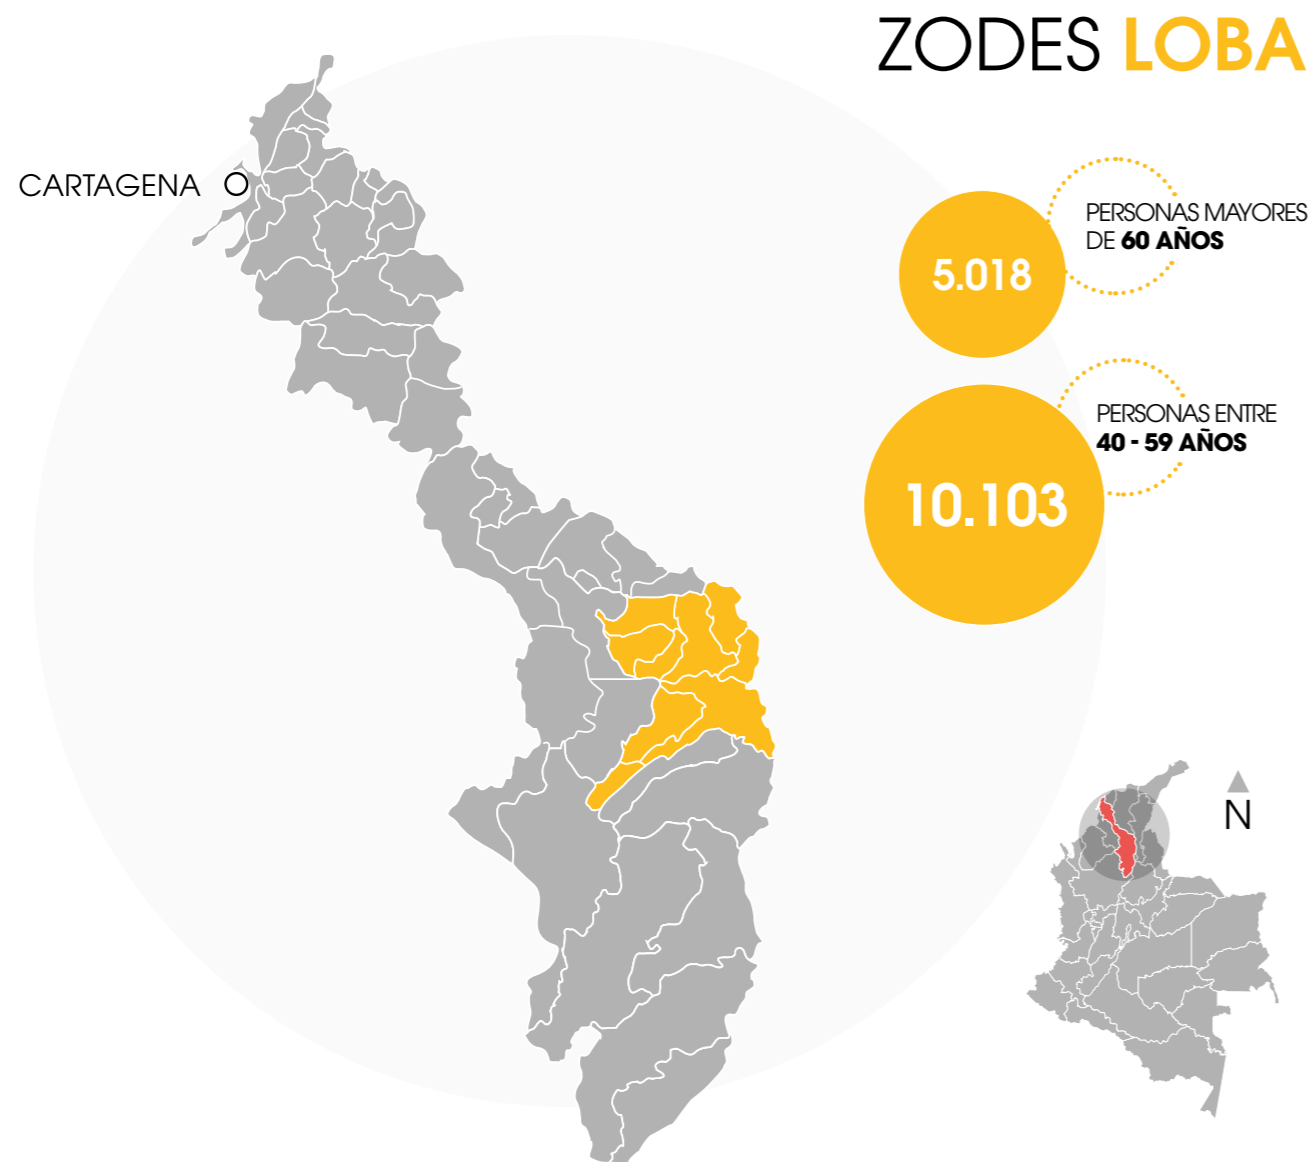 ZODES LOBA
CARTAGENA
5.018
PERSONAS MAYORES
DE 60 AÑOS
10.103
PERSONAS ENTRE
40 - 59 AÑOS
N